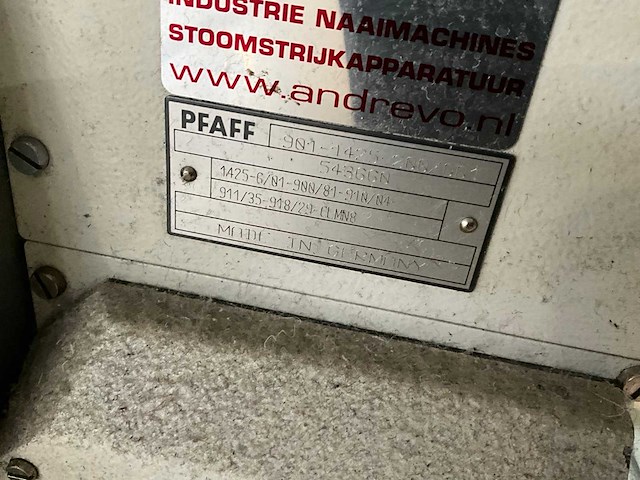 INDUSTRIE NAAIMACHINES
STOOMSTRIJKAPPARATUUR
www.andrevo.nl
PFAFF
543660
1425-6/01-900/81-910/04
911/35-918/29-CLMN8
MADE IN GERMANY